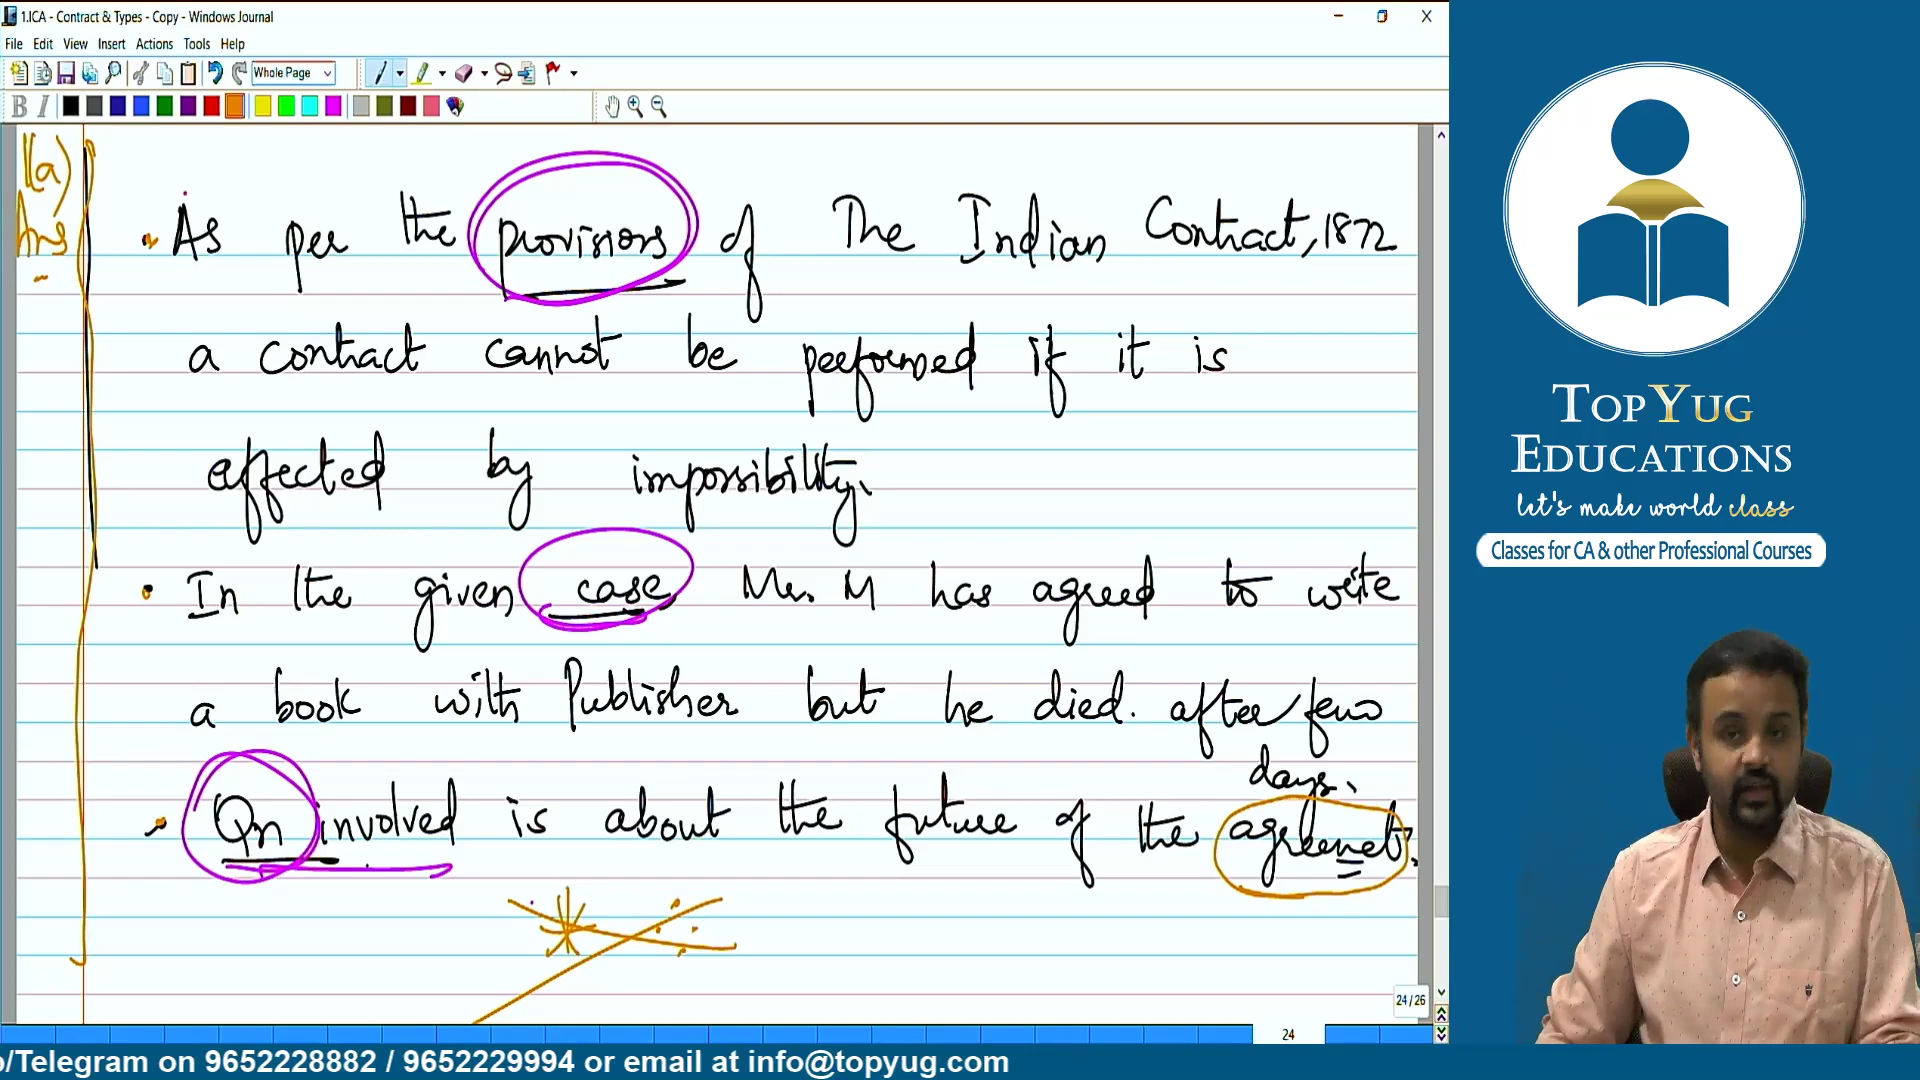 1.ICA - Contract & Types - Copy - Windows Journal
File Edit View Insert Actions Tools Help
Whole Page
B I
1(a)
Ans
As per the provisions of The Indian Contract, 1872
a contract cannot be performed if it is
effected by impossibility.
In the given case Mr. M has agreed to write
a book with Publisher but he died. after few
days.
Qn involved is about the future of the agreemet.
24 / 26
24
TOPYUG
EDUCATIONS
let's make world class
Classes for CA & other Professional Courses
o/Telegram on 9652228882 / 9652229994 or email at info@topyug.com